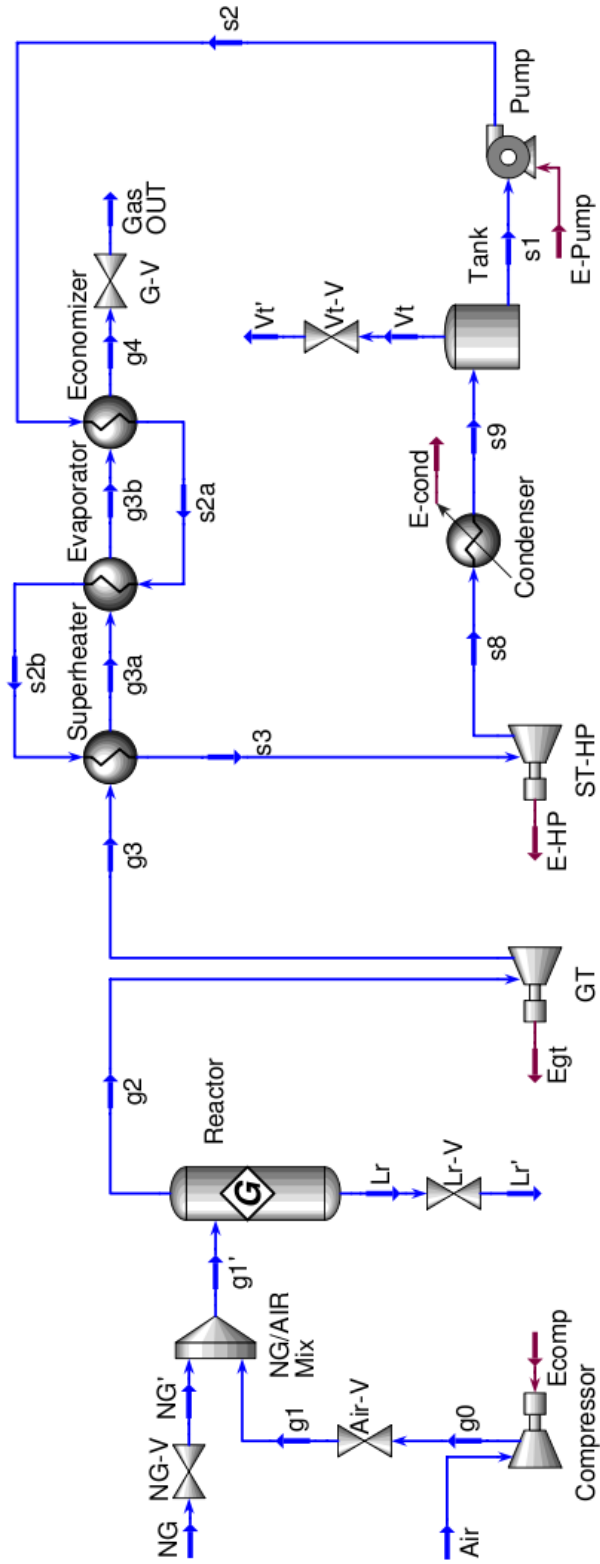 NG
NG-V
NG'
NG/AIR
Mix
g1'
Air
g0
Air-V
g1
Ecomp
Compressor
Reactor
Lr
Lr-V
Lr'
g2
GT
Egt
g3
Superheater
g3a
Evaporator
g3b
Economizer
g4
G-V
Gas
OUT
s2b
s2a
s2
s3
ST-HP
E-HP
s8
Condenser
E-cond
s9
Tank
Vt
Vt-V
Vt'
s1
Pump
E-Pump
G